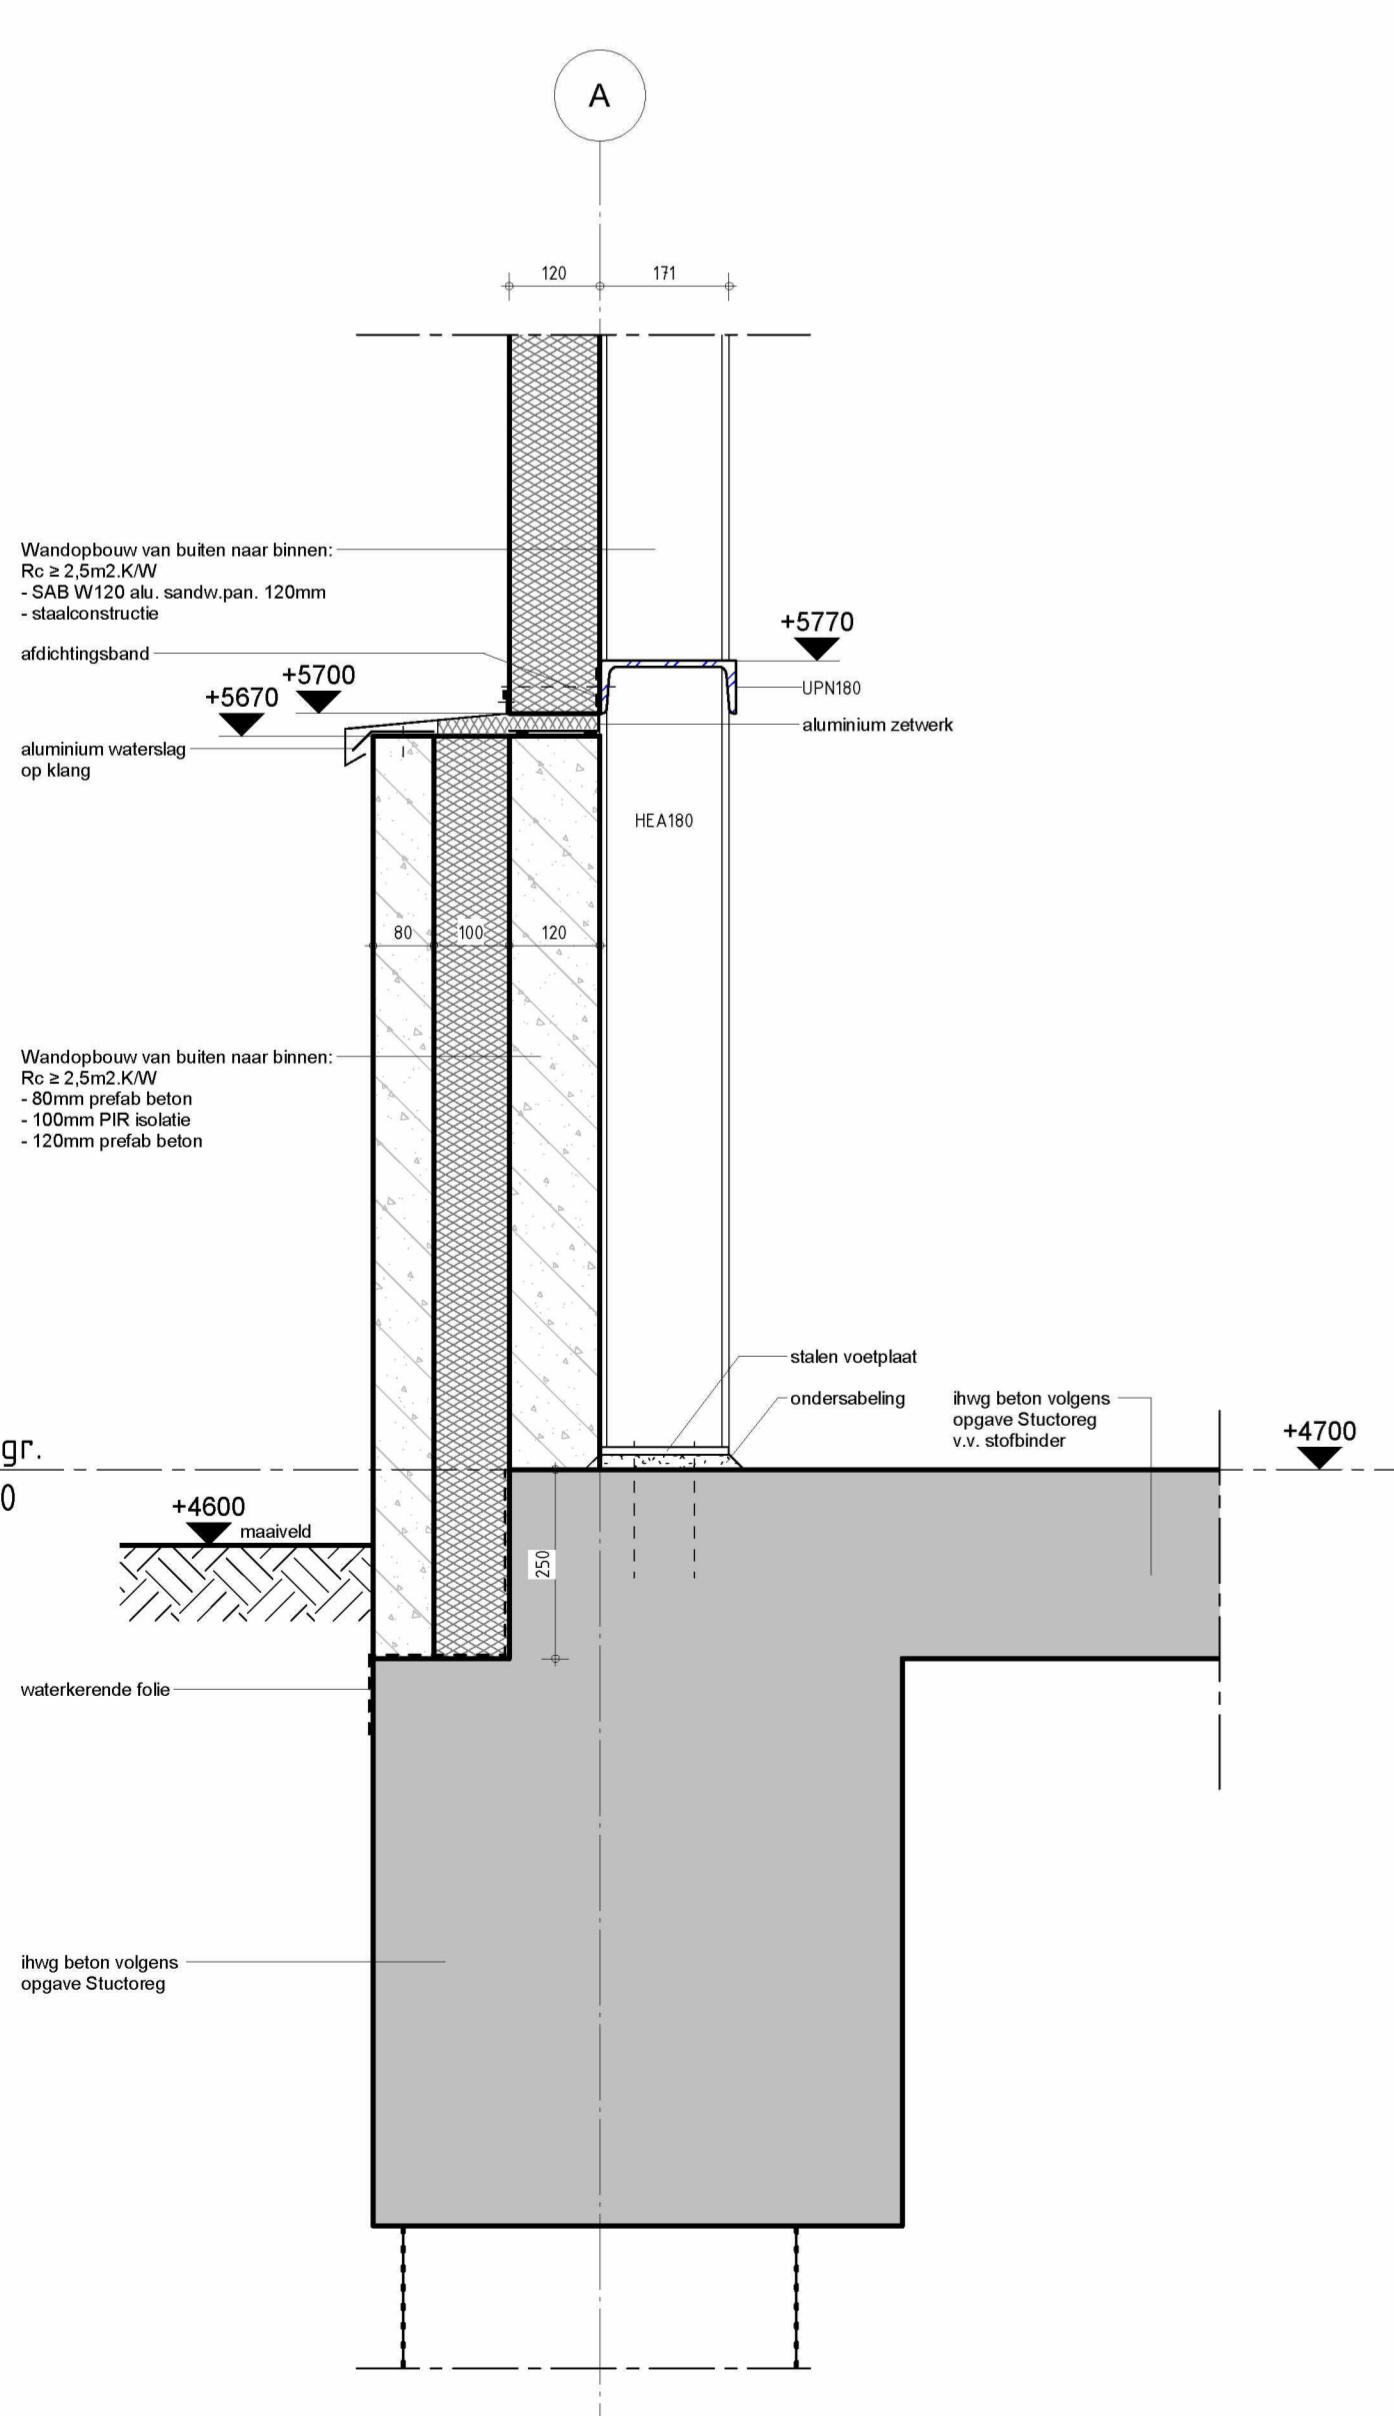 A
120
171
Wandopbouw van buiten naar binnen:
Rc ≥ 2,5m2.K/W
- SAB W120 alu. sandw.pan. 120mm
- staalconstructie
+5770
afdichtingsband
+5700
+5670
UPN180
aluminium zetwerk
aluminium waterslag
op klang
HEA180
80
100
120
Wandopbouw van buiten naar binnen:
Rc ≥ 2,5m2.K/W
- 80mm prefab beton
- 100mm PIR isolatie
- 120mm prefab beton
stalen voetplaat
ondersabeling
ihwg beton volgens
opgave Stuctoreg
v.v. stofbinder
+4700
gr.
0
+4600
maaiveld
250
waterkerende folie
ihwg beton volgens
opgave Stuctoreg